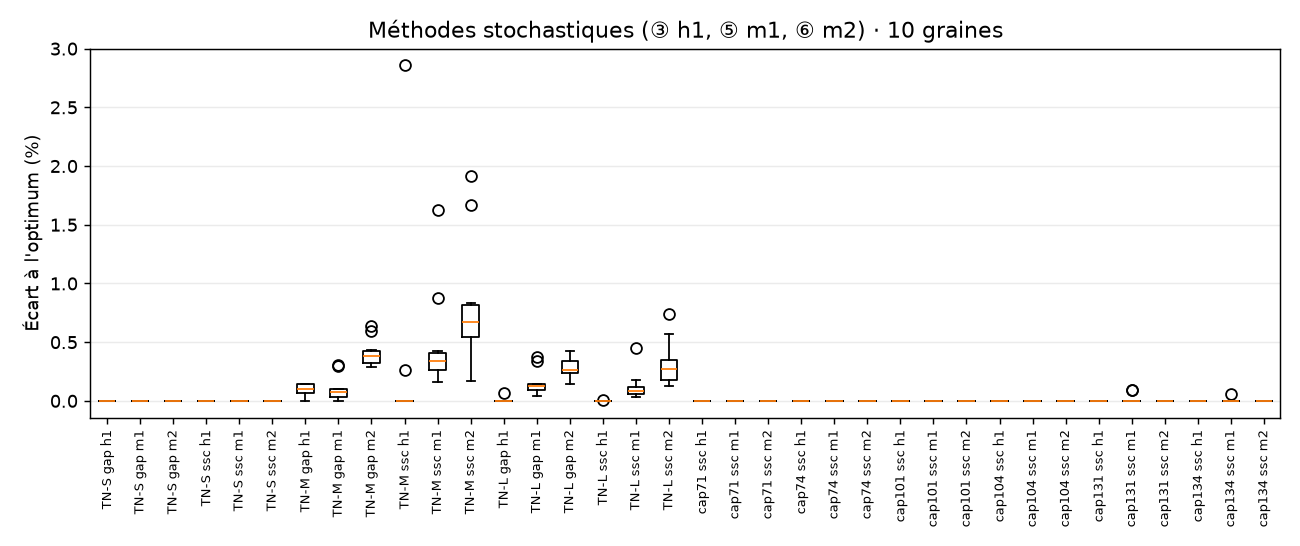 Méthodes stochastiques (③ h1, ⑤ m1, ⑥ m2) · 10 graines
Écart à l'optimum (%)
3.0
2.5
2.0
1.5
1.0
0.5
0.0
TN-S gap h1
TN-S gap m1
TN-S gap m2
TN-S ssc h1
TN-S ssc m1
TN-S ssc m2
TN-M gap h1
TN-M gap m1
TN-M gap m2
TN-M ssc h1
TN-M ssc m1
TN-M ssc m2
TN-L gap h1
TN-L gap m1
TN-L gap m2
TN-L ssc h1
TN-L ssc m1
TN-L ssc m2
cap71 ssc h1
cap71 ssc m1
cap71 ssc m2
cap74 ssc h1
cap74 ssc m1
cap74 ssc m2
cap101 ssc h1
cap101 ssc m1
cap101 ssc m2
cap104 ssc h1
cap104 ssc m1
cap104 ssc m2
cap131 ssc h1
cap131 ssc m1
cap131 ssc m2
cap134 ssc h1
cap134 ssc m1
cap134 ssc m2